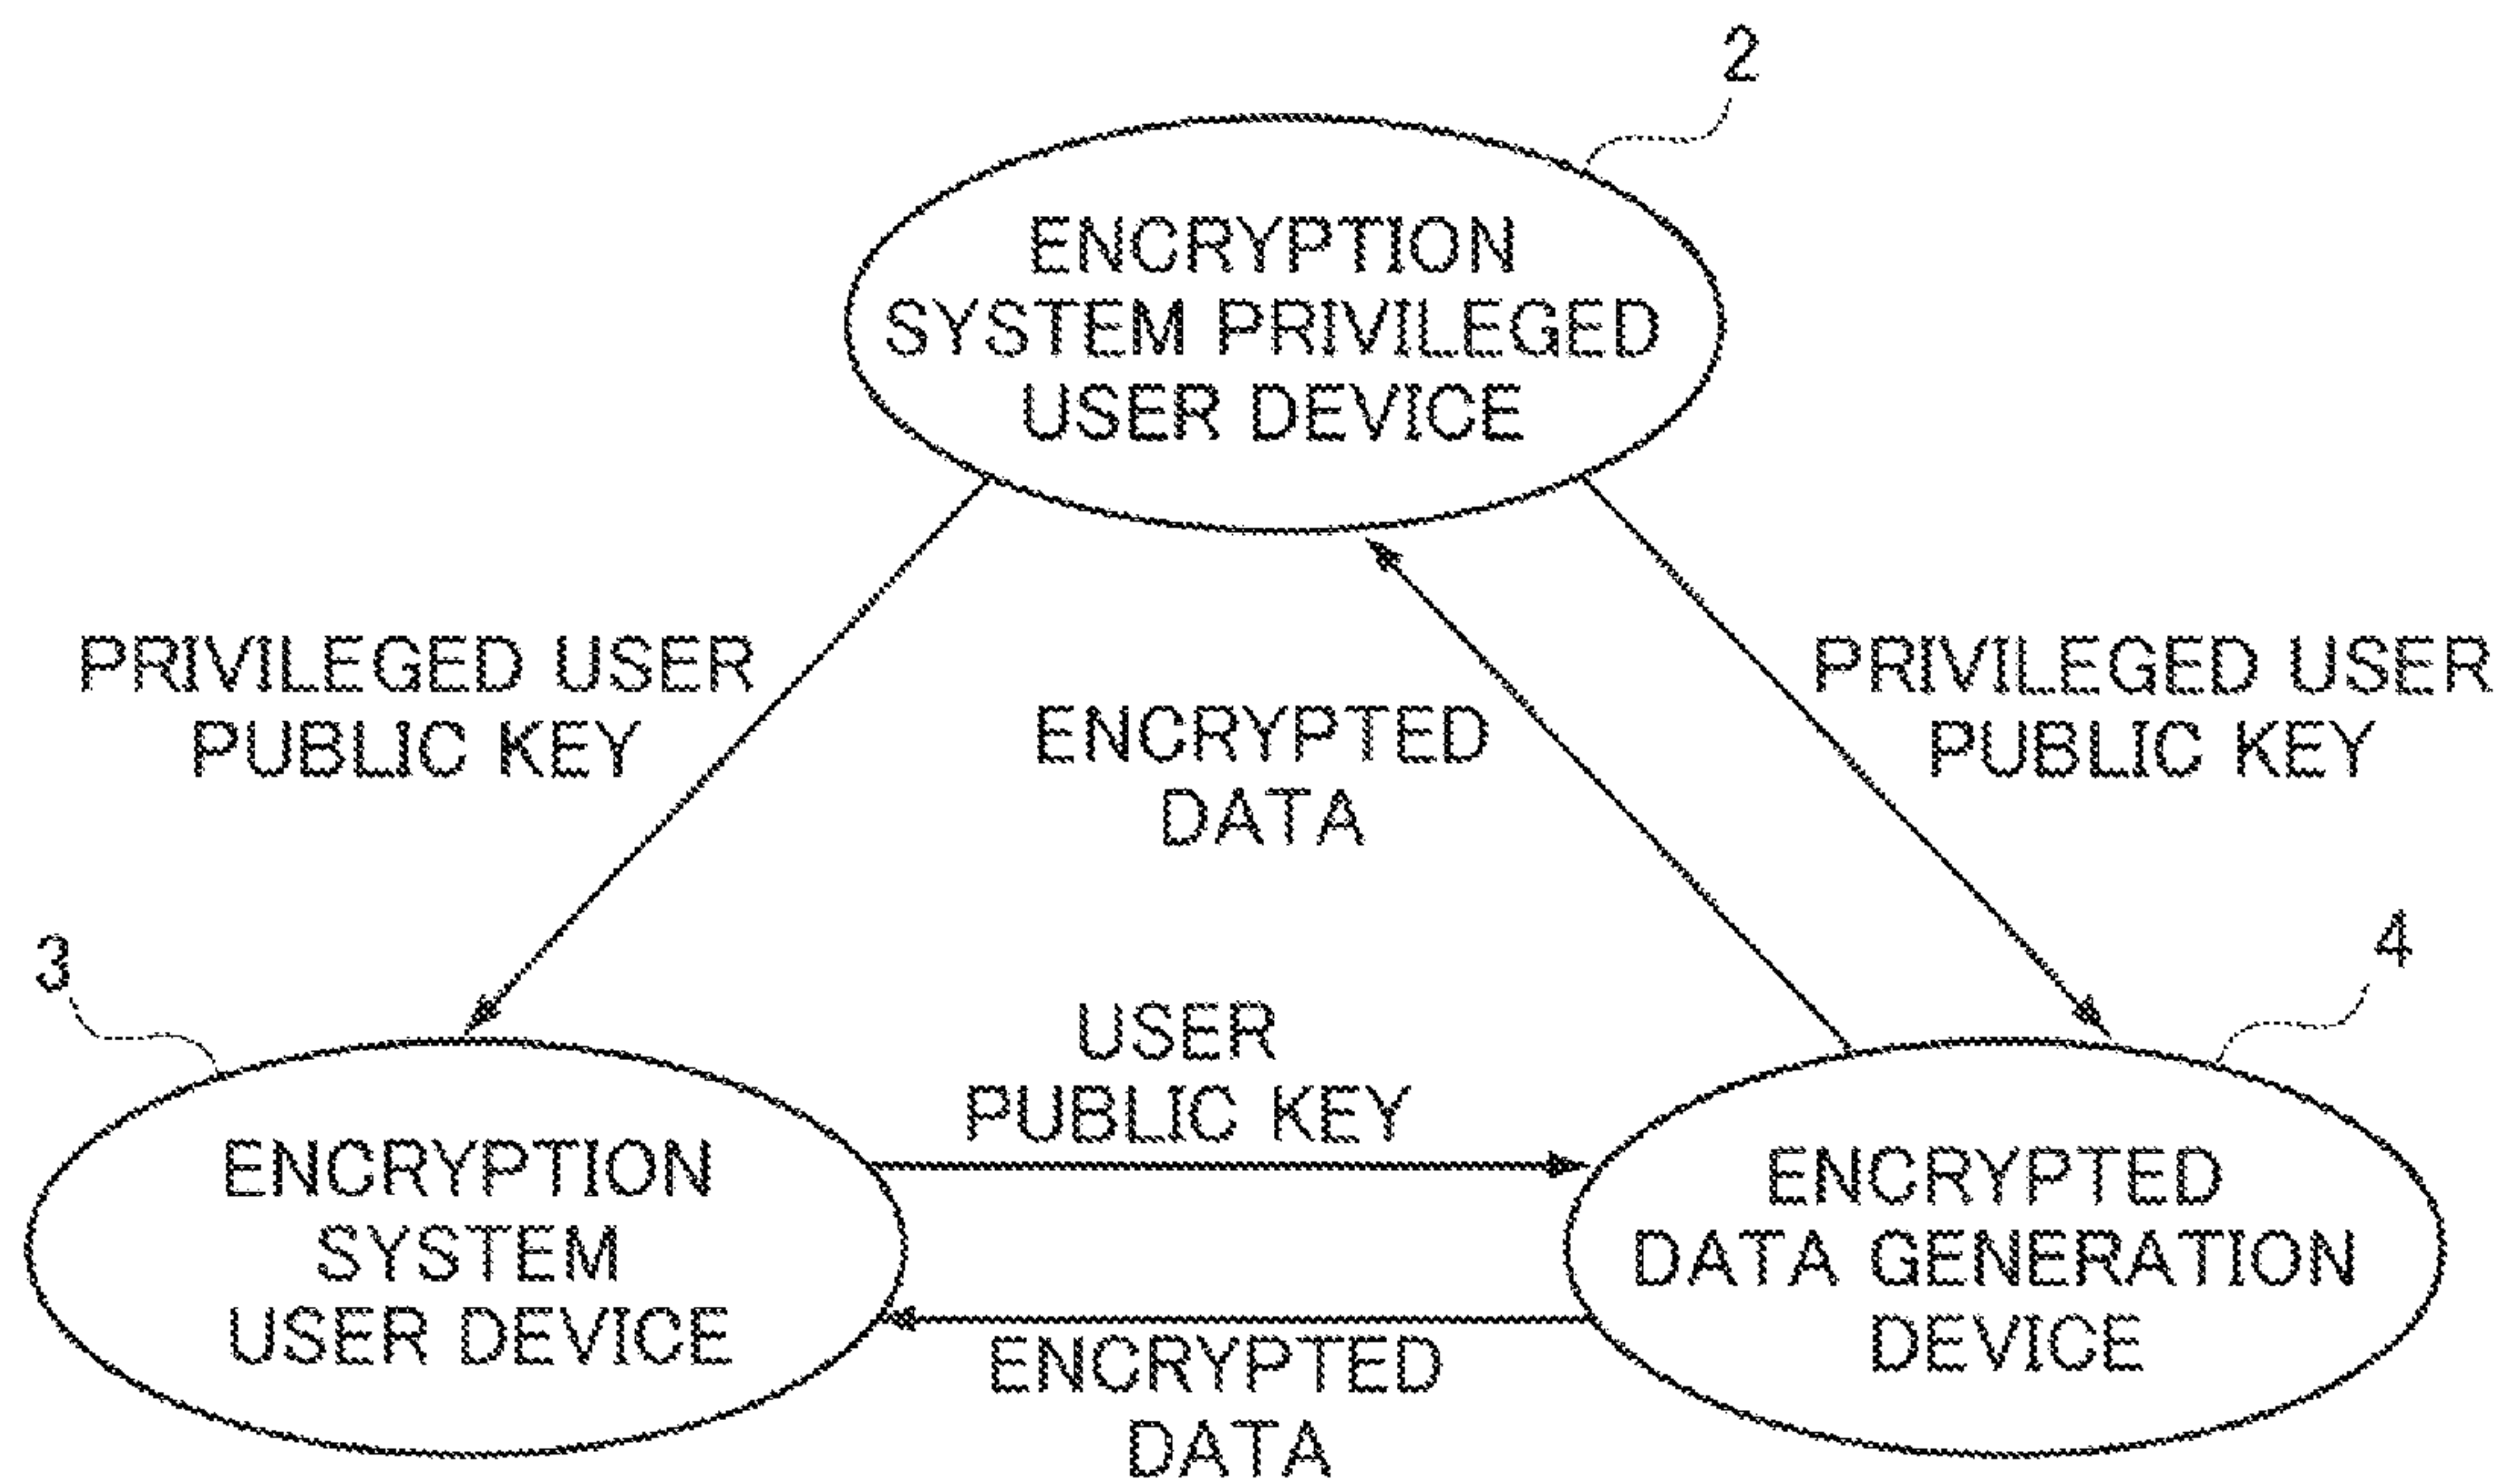 2
ENCRYPTION
SYSTEM PRIVILEGED
USER DEVICE
PRIVILEGED USER
PUBLIC KEY
ENCRYPTED
DATA
PRIVILEGED USER
PUBLIC KEY
3
4
USER
PUBLIC KEY
ENCRYPTION
SYSTEM
USER DEVICE
ENCRYPTED
DATA GENERATION
DEVICE
ENCRYPTED
DATA